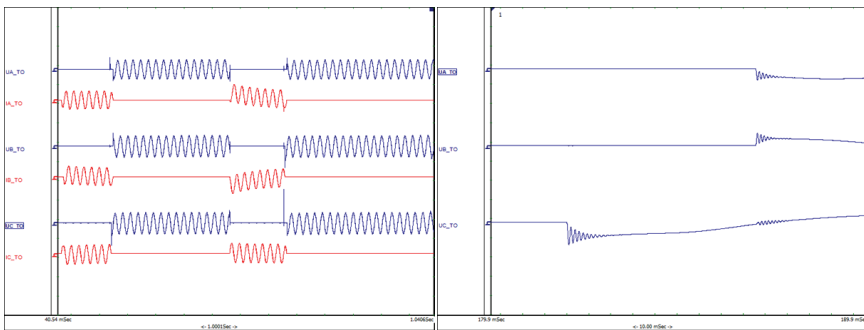 UA_TO
IA_TO
UB_TO
IB_TO
UC_TO
IC_TO
40.54 mSec
1.0406Sec
<- 1.0001Sec ->
1
UA_TO
UB_TO
UC_TO
179.9 mSec
189.9 mSec
<- 10.00 mSec ->